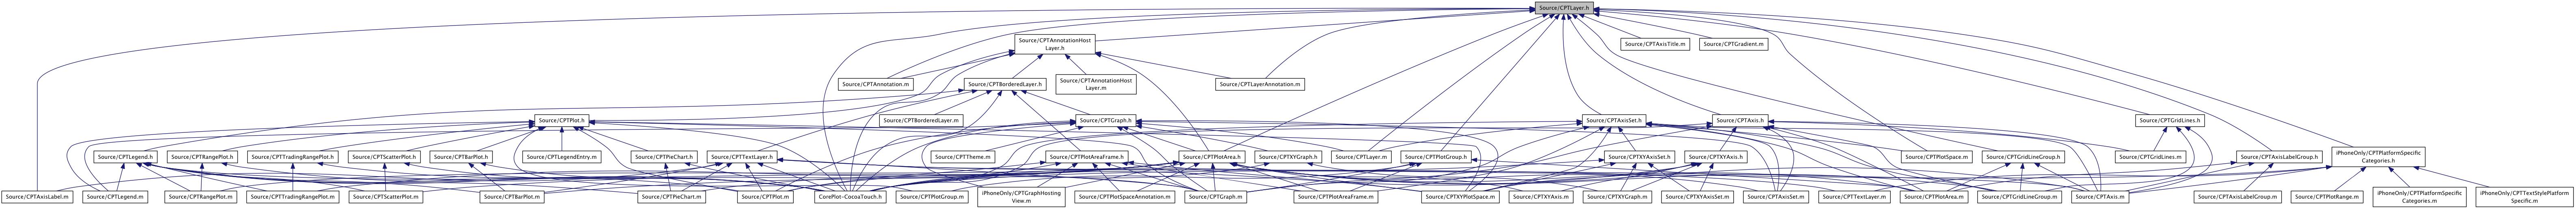 Source/CPTLayer.h
Source/CPTAnnotationHost
Layer.h
Source/CPTAxisTitle.m
Source/CPTGradient.m
Source/CPTAnnotation.m
Source/CPTBorderedLayer.h
Source/CPTAnnotationHost
Layer.m
Source/CPTLayerAnnotation.m
Source/CPTPlot.h
Source/CPTBorderedLayer.m
Source/CPTGraph.h
Source/CPTAxisSet.h
Source/CPTAxis.h
Source/CPTGridLines.h
Source/CPTLegend.h
Source/CPTRangePlot.h
Source/CPTTradingRangePlot.h
Source/CPTScatterPlot.h
Source/CPTBarPlot.h
Source/CPTLegendEntry.m
Source/CPTPieChart.h
Source/CPTTextLayer.h
Source/CPTTheme.m
Source/CPTPlotAreaFrame.h
Source/CPTPlotArea.h
Source/CPTXYGraph.h
Source/CPTLayer.m
Source/CPTPlotGroup.h
Source/CPTXYAxisSet.h
Source/CPTXYAxis.h
Source/CPTPlotSpace.m
Source/CPTGridLineGroup.h
Source/CPTGridLines.m
Source/CPTAxisLabelGroup.h
iPhoneOnly/CPTPlatformSpecific
Categories.h
Source/CPTAxisLabel.m
Source/CPTLegend.m
Source/CPTRangePlot.m
Source/CPTTradingRangePlot.m
Source/CPTScatterPlot.m
Source/CPTBarPlot.m
Source/CPTPieChart.m
Source/CPTPlot.m
CorePlot-CocoaTouch.h
Source/CPTPlotGroup.m
iPhoneOnly/CPTGraphHosting
View.m
Source/CPTPlotSpaceAnnotation.m
Source/CPTGraph.m
Source/CPTPlotAreaFrame.m
Source/CPTXYPlotSpace.m
Source/CPTXYAxis.m
Source/CPTXYGraph.m
Source/CPTXYAxisSet.m
Source/CPTAxisSet.m
Source/CPTTextLayer.m
Source/CPTPlotArea.m
Source/CPTGridLineGroup.m
Source/CPTAxis.m
Source/CPTAxisLabelGroup.m
Source/CPTPlotRange.m
iPhoneOnly/CPTPlatformSpecific
Categories.m
iPhoneOnly/CPTTextStylePlatform
Specific.m